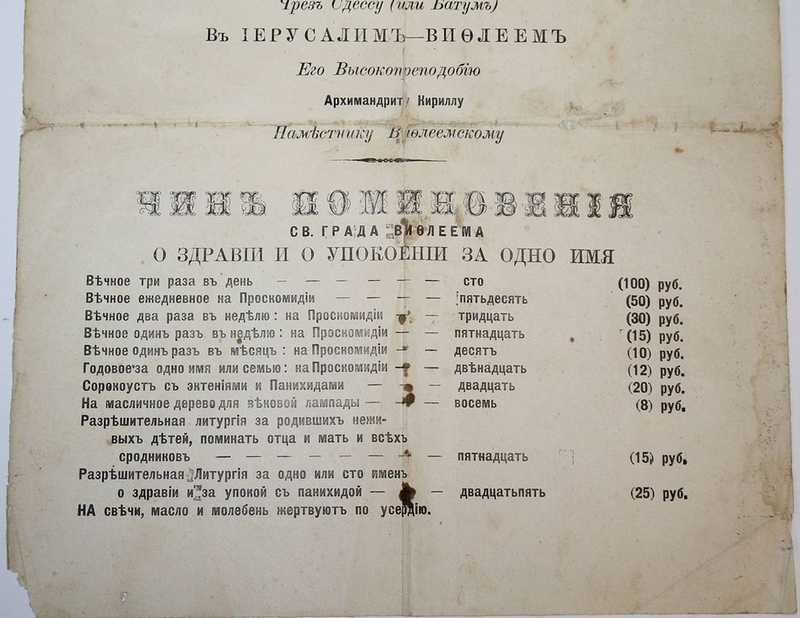 Чрезъ Одессу (или Батумъ)
Въ ІЕРУСАЛИМЪ—ВИѲЛЕЕМЪ
Его Высокопреподобію
Архимандриту Кириллу
Намѣстнику Виѳлеемскому
ЧИНЪ ПОМИНОВЕНІЯ
СВ. ГРАДА ВИѲЛЕЕМА
О ЗДРАВІИ И О УПОКОЕНІИ ЗА ОДНО ИМЯ
Вѣчное три раза въ день — — — — — — сто (100) руб.
Вѣчное ежедневное на Проскомидіи — — — — пятьдесять (50) руб.
Вѣчное два раза въ недѣлю: на Проскомидіи — — тридцать (30) руб.
Вѣчное одинъ разъ въ недѣлю: на Проскомидіи — — пятнадцать (15) руб.
Вѣчное одинъ разъ въ мѣсяцъ: на Проскомидіи — — десять (10) руб.
Годовое за одно имя или семью: на Проскомидіи — — двѣнадцать (12) руб.
Сорокоустъ съ эктеніями и Панихидами — — — двадцать (20) руб.
На масличное дерево для вѣковой лампады — — — восемь (8) руб.
Разрѣшительная литургія за родившихъ нежи-
выхъ дѣтей, поминать отца и мать и всѣхъ
сродниковъ — — — — — — — — пятнадцать (15) руб.
Разрѣшительная Литургія за одно или сто именъ
о здравіи и за упокой съ панихидой — — — двадцатьпять (25) руб.
НА свѣчи, масло и молебень жертвуютъ по усердію.